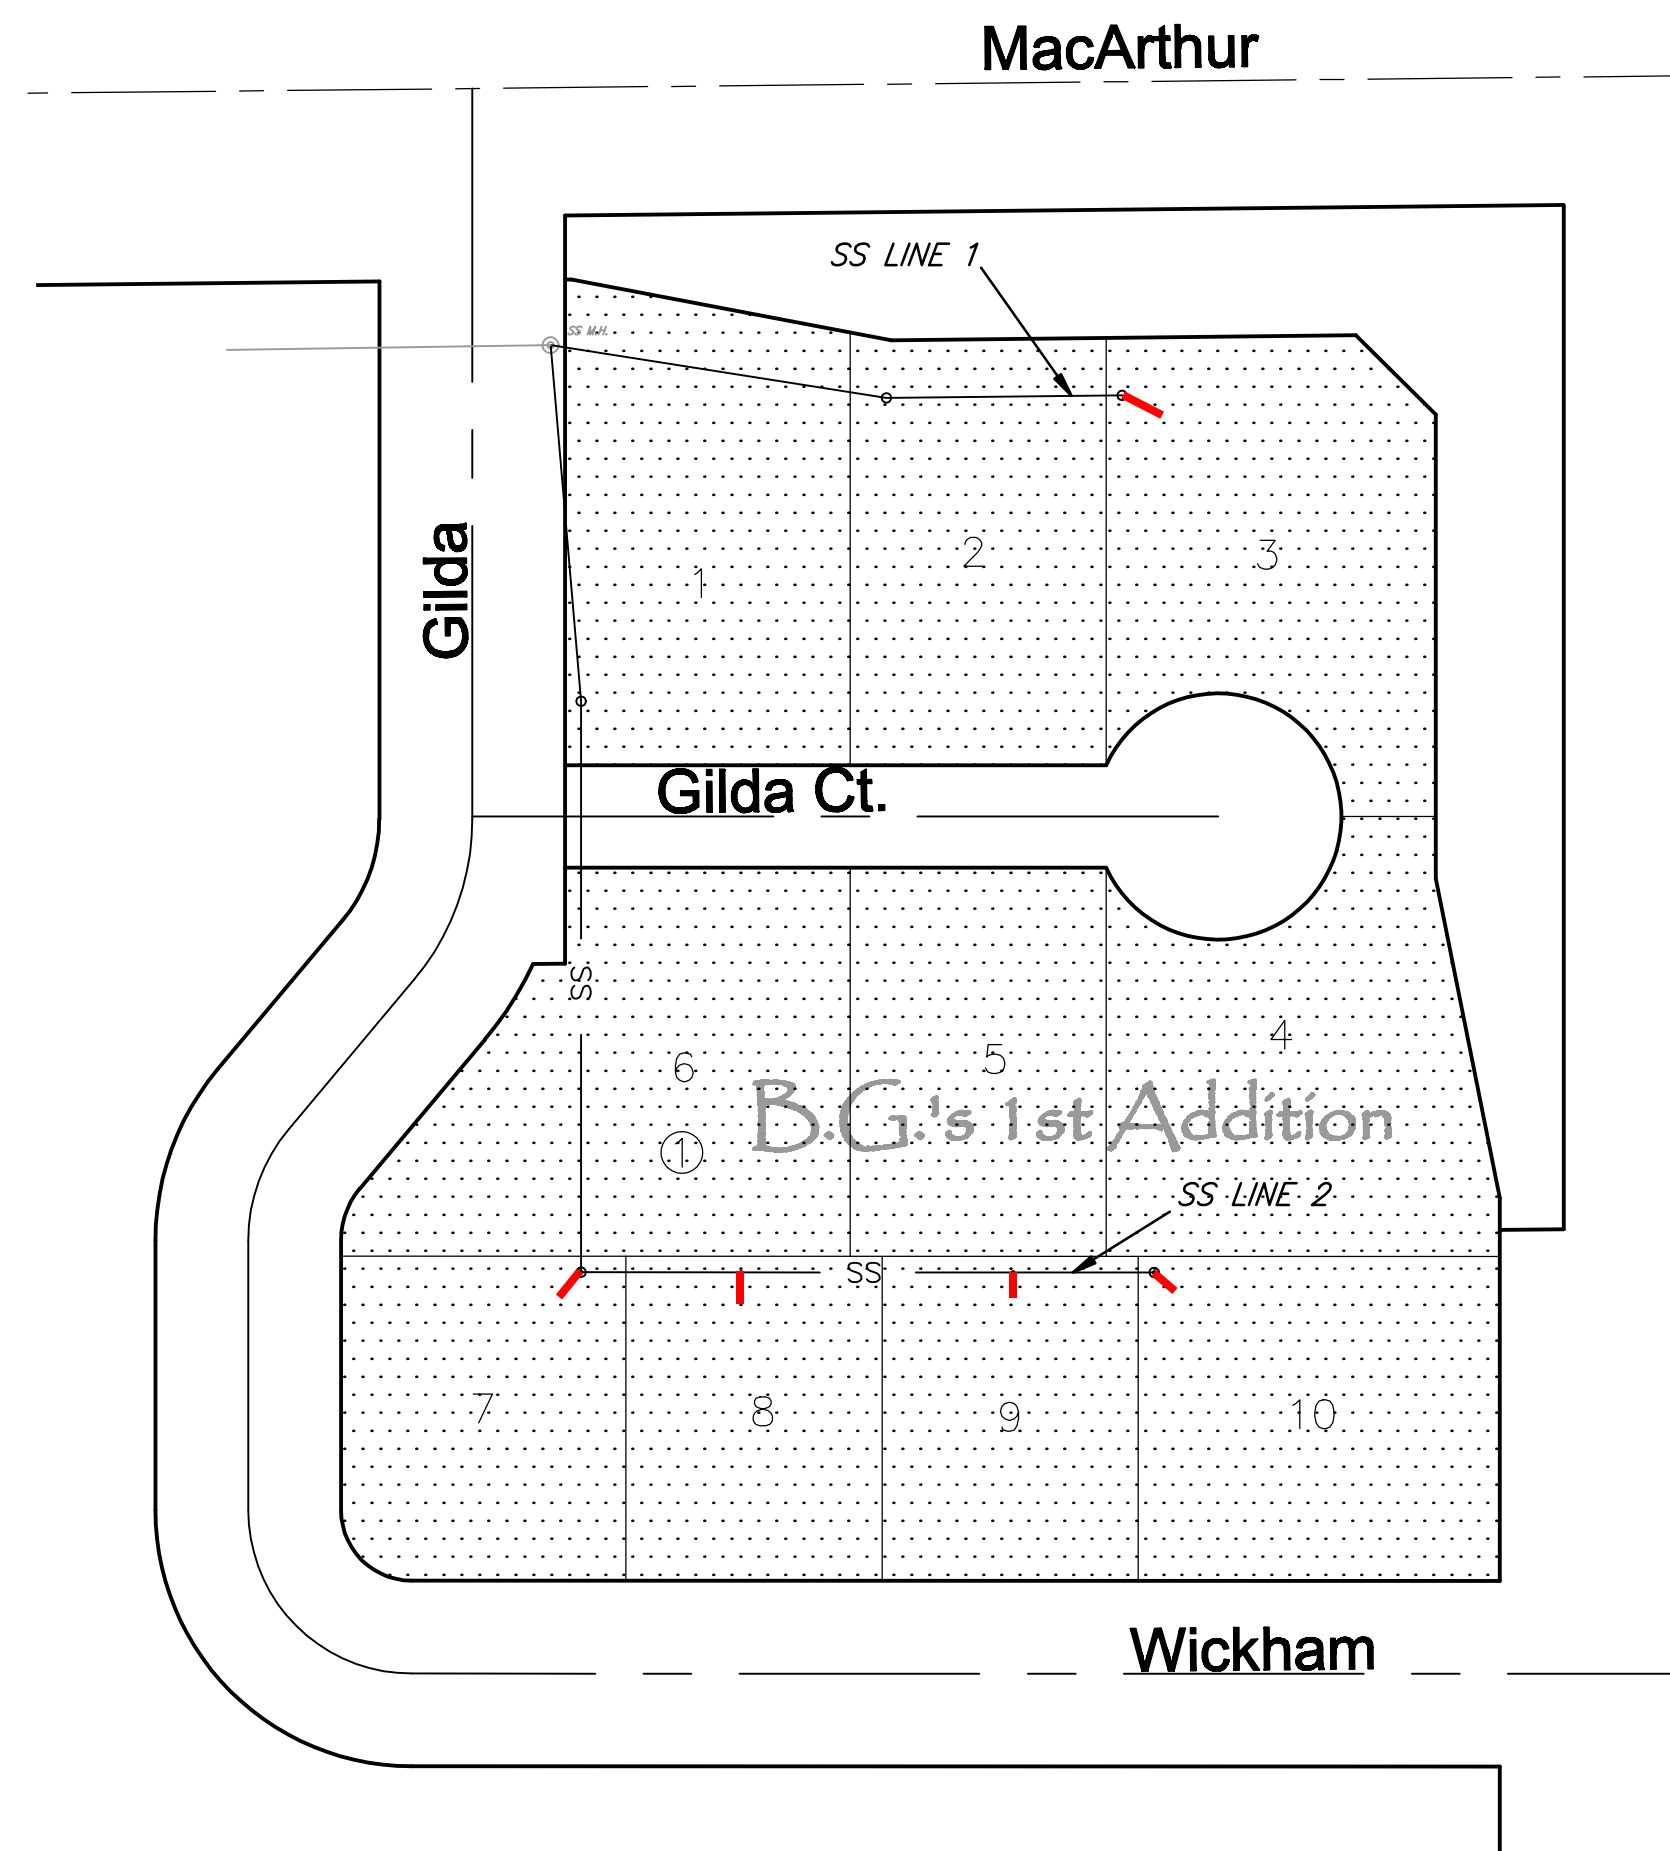 MacArthur
SS LINE 1
SS M.H.
Gilda
1
2
3
Gilda Ct.
SS
6
5
4
B.G.'s 1st Addition
1
SS LINE 2
SS
7
8
9
10
Wickham